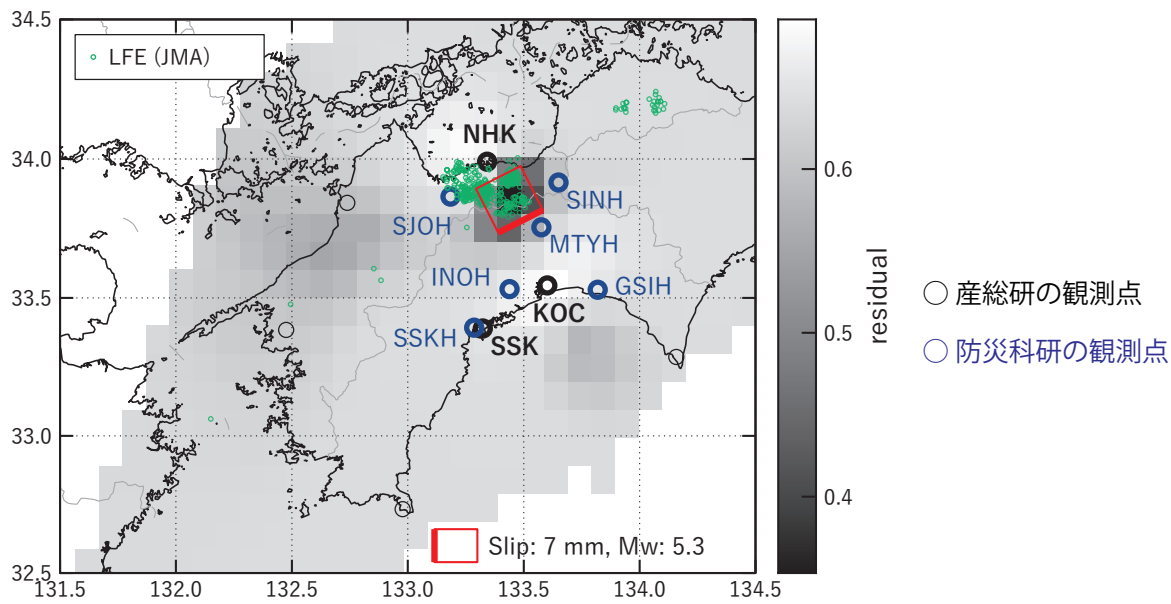 34.5
LFE (JMA)
NHK
34.0
0.6
SINH
SJOH
MTYH
INOH
GSIH
33.5
KOC
SSKH
SSK
residual
0.5
○ 産総研の観測点
○ 防災科研の観測点
33.0
0.4
Slip: 7 mm, Mw: 5.3
32.5
131.5 132.0 132.5 133.0 133.5 134.0 134.5